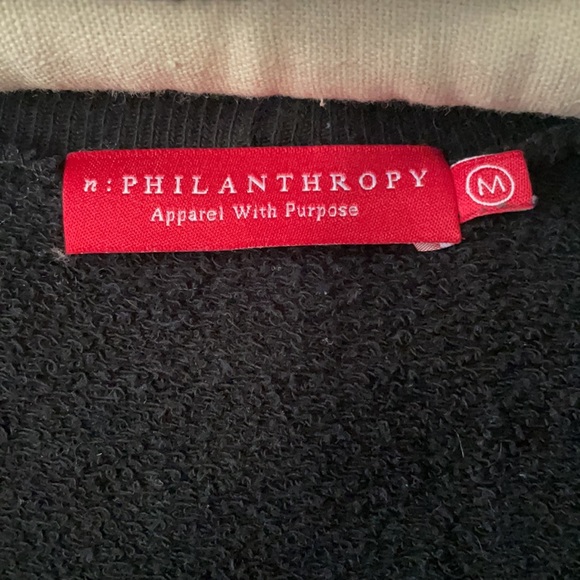 n: PHILANTHROPY
Apparel With Purpose
M